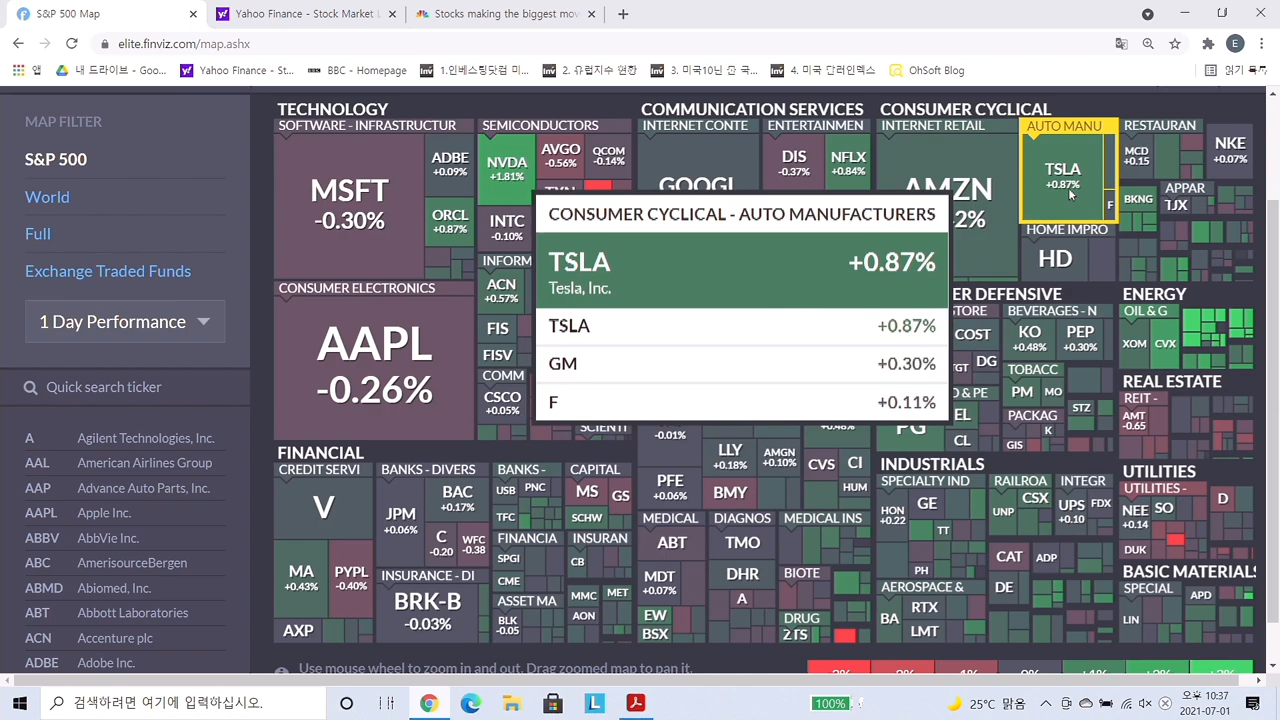 S&P 500 Map
Yahoo Finance - Stock Market L
Stocks making the biggest mov
elite.finviz.com/map.ashx
E
앱
내 드라이브 - Goo...
Yahoo Finance - St...
BBC - Homepage
1.인베스팅닷컴 미...
2. 유럽지수 현황
3. 미국10년 잔 국...
4. 미국 달러인덱스
OhSoft Blog
읽기 목록
MAP FILTER
S&P 500
World
Full
Exchange Traded Funds
1 Day Performance
Quick search ticker
A Agilent Technologies, Inc.
AAL American Airlines Group
AAP Advance Auto Parts, Inc.
AAPL Apple Inc.
ABBV AbbVie Inc.
ABC AmerisourceBergen
ABMD Abiomed, Inc.
ABT Abbott Laboratories
ACN Accenture plc
ADBE Adobe Inc.
TECHNOLOGY
SOFTWARE - INFRASTRUCTUR
SEMICONDUCTORS
MSFT
-0.30%
ADBE
+0.09%
ORCL
+0.87%
NVDA
+1.81%
AVGO
-0.56%
QCOM
-0.14%
TXN
INTC
-0.10%
INFORM
ACN
+0.57%
FIS
FISV
COMM
CSCO
+0.05%
SCIENTI
CONSUMER ELECTRONICS
AAPL
-0.26%
COMMUNICATION SERVICES
INTERNET CONTE
ENTERTAINMEN
GOOGL
DIS
-0.37%
NFLX
+0.84%
CONSUMER CYCLICAL
INTERNET RETAIL
AMZN
2%
AUTO MANU
TSLA
+0.87%
F
HOME IMPRO
HD
RESTAURAN
MCD
+0.15
NKE
+0.07%
BKNG
APPAR
TJX
CONSUMER CYCLICAL - AUTO MANUFACTURERS
TSLA +0.87%
Tesla, Inc.
TSLA +0.87%
GM +0.30%
F +0.11%
ER DEFENSIVE
STORE
COST
TGT
DG
BEVERAGES - N
KO
+0.48%
PEP
+0.30%
TOBACC
PM
MO
PACKAG
K
GIS
STZ
D & PE
EL
CL
PG
ENERGY
OIL & G
XOM
CVX
REAL ESTATE
REIT -
AMT
-0.65
FINANCIAL
CREDIT SERVI
V
MA
+0.43%
PYPL
-0.40%
AXP
BANKS - DIVERS
JPM
+0.06%
BAC
+0.17%
C
-0.20
WFC
-0.38
INSURANCE - DI
BRK-B
-0.03%
BANKS -
USB
PNC
TFC
FINANCIA
SPGI
CME
ASSET MA
BLK
-0.05
CAPITAL
MS
GS
SCHW
INSURAN
CB
MMC
MET
AON
-0.01%
PFE
+0.06%
LLY
+0.18%
AMGN
+0.10%
BMY
+0.48%
CVS
CI
HUM
MEDICAL
ABT
MDT
+0.07%
EW
BSX
DIAGNOS
TMO
DHR
A
MEDICAL INS
BIOTE
DRUG
ZTS
INDUSTRIALS
SPECIALTY IND
HON
+0.22
GE
TT
PH
RAILROA
UNP
CSX
INTEGR
UPS
+0.10
FDX
CAT
DE
ADP
AEROSPACE &
BA
RTX
LMT
UTILITIES
UTILITIES -
NEE
+0.14
SO
D
DUK
BASIC MATERIALS
SPECIAL
LIN
APD
Use mouse wheel to zoom in and out. Drag zoomed map to pan it.
검색하려면 여기에 입력하십시오.
100%
25℃ 맑음
오후 10:37
2021-07-01